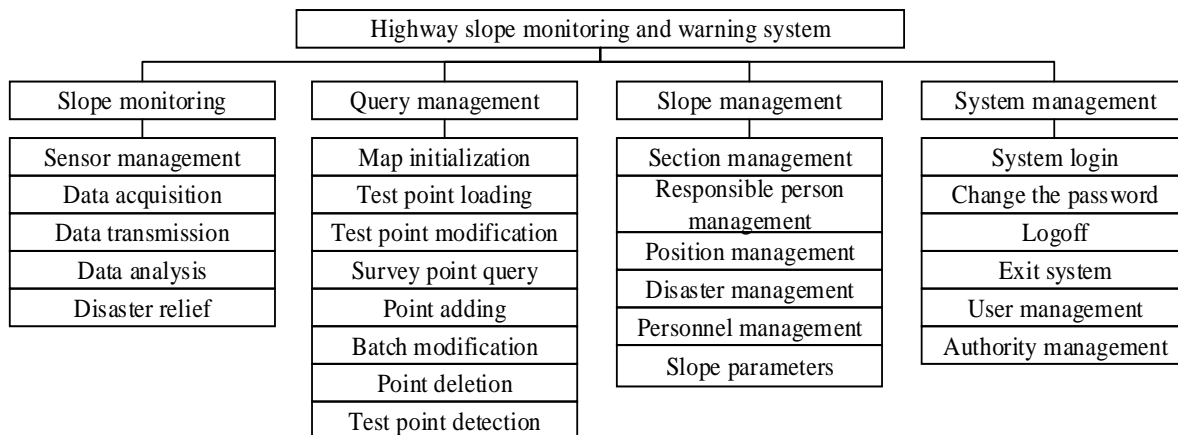 Highway slope monitoring and warning system
Slope monitoring
Query management
Slope management
System management
Sensor management
Data acquisition
Data transmission
Data analysis
Disaster relief
Map initialization
Test point loading
Test point modification
Survey point query
Point adding
Batch modification
Point deletion
Test point detection
Section management
Responsible person
management
Position management
Disaster management
Personnel management
Slope parameters
System login
Change the password
Logoff
Exit system
User management
Authority management